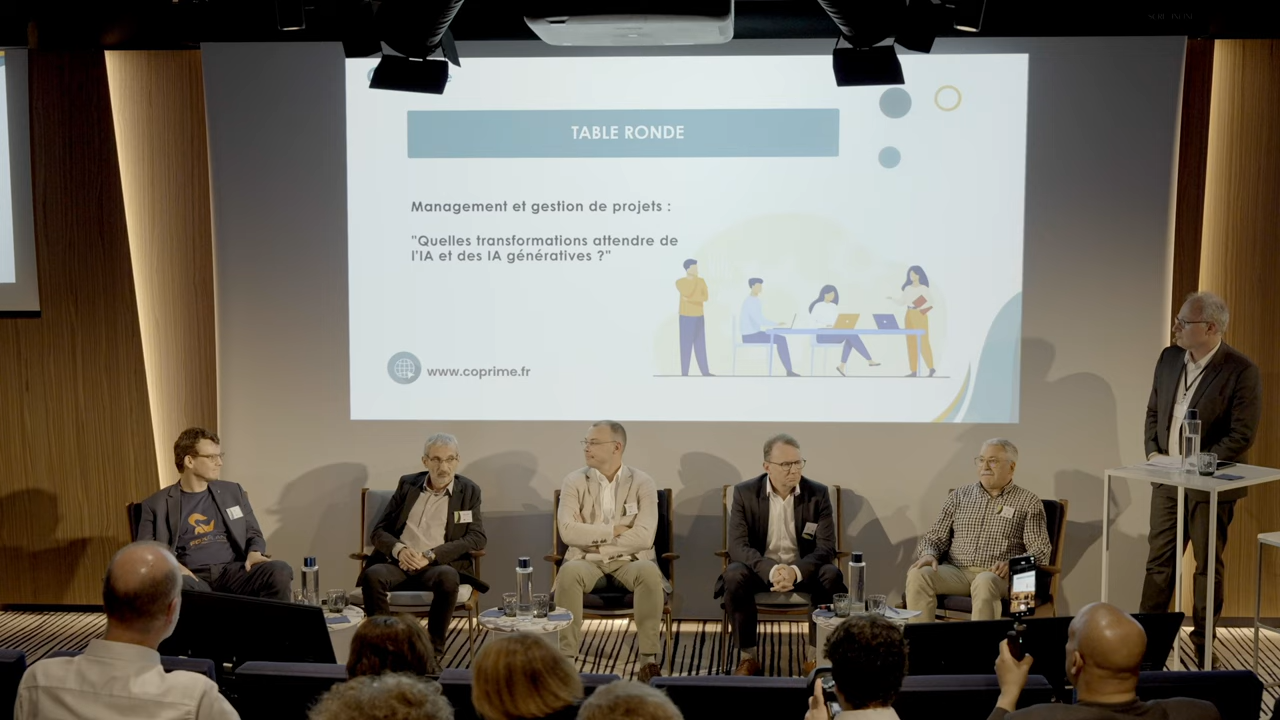 TABLE RONDE
Management et gestion de projets :
"Quelles transformations attendre de
l'IA et des IA génératives ?"
www.coprime.fr